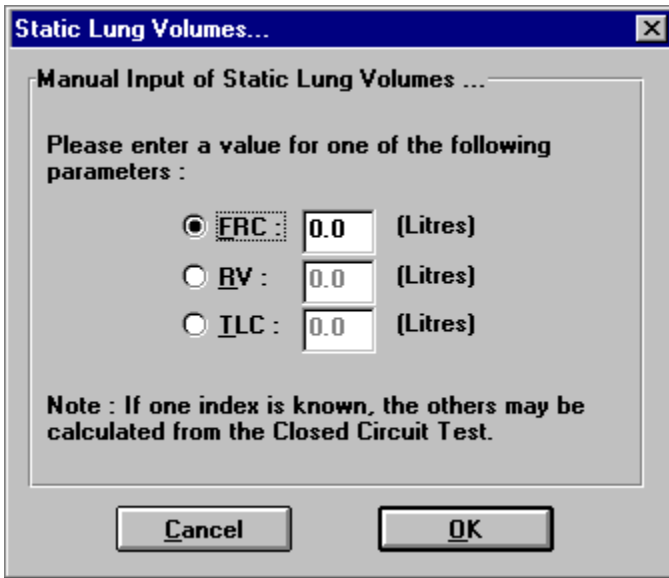 Static Lung Volumes...
Manual Input of Static Lung Volumes ...
Please enter a value for one of the following
parameters :
FRC : 0.0 (Litres)
RV : 0.0 (Litres)
TLC : 0.0 (Litres)
Note : If one index is known, the others may be
calculated from the Closed Circuit Test.
Cancel OK